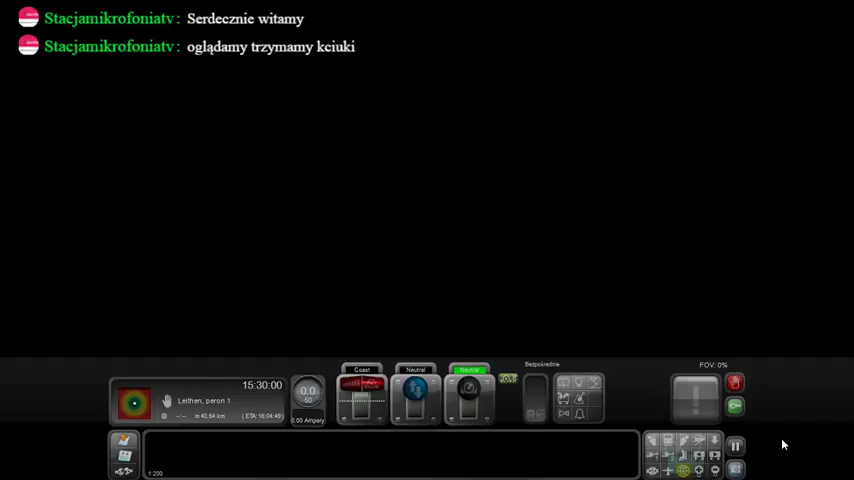 Stacjamikrofoniatv: Serdecznie witamy
Stacjamikrofoniatv: oglądamy trzymamy kciuki
Coast
Neutral
Neutral
Bezpośrednie
FOV: 0%
15:30:00
0.0
50
Leithen, peron 1
--:-- in 40,54 km (ETA: 16:04:49)
0.00 Ampery
1:200